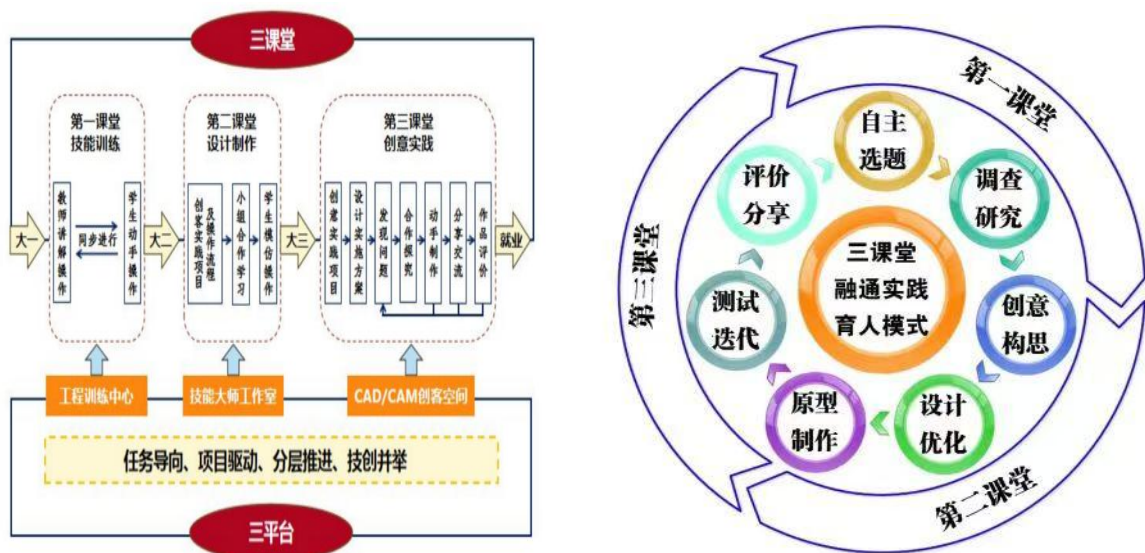 三课堂
第一课堂
技能训练
第二课堂
设计制作
第三课堂
创意实践
大一
教师讲解操作
同步进行
学生动手操作
大二
创客实践项目
及操作流程
小组合作学习
学生模仿操作
大三
创意实践项目
设计实施方案
发现问题
合作探究
动手制作
分享交流
作品评价
就业
工程训练中心
技能大师工作室
CAD/CAM创客空间
任务导向、项目驱动、分层推进、技创并举
三平台
第一课堂
第二课堂
第三课堂
自主
选题
调查
研究
创意
构思
设计
优化
原型
制作
测试
迭代
评价
分享
三课堂
融通实践
育人模式